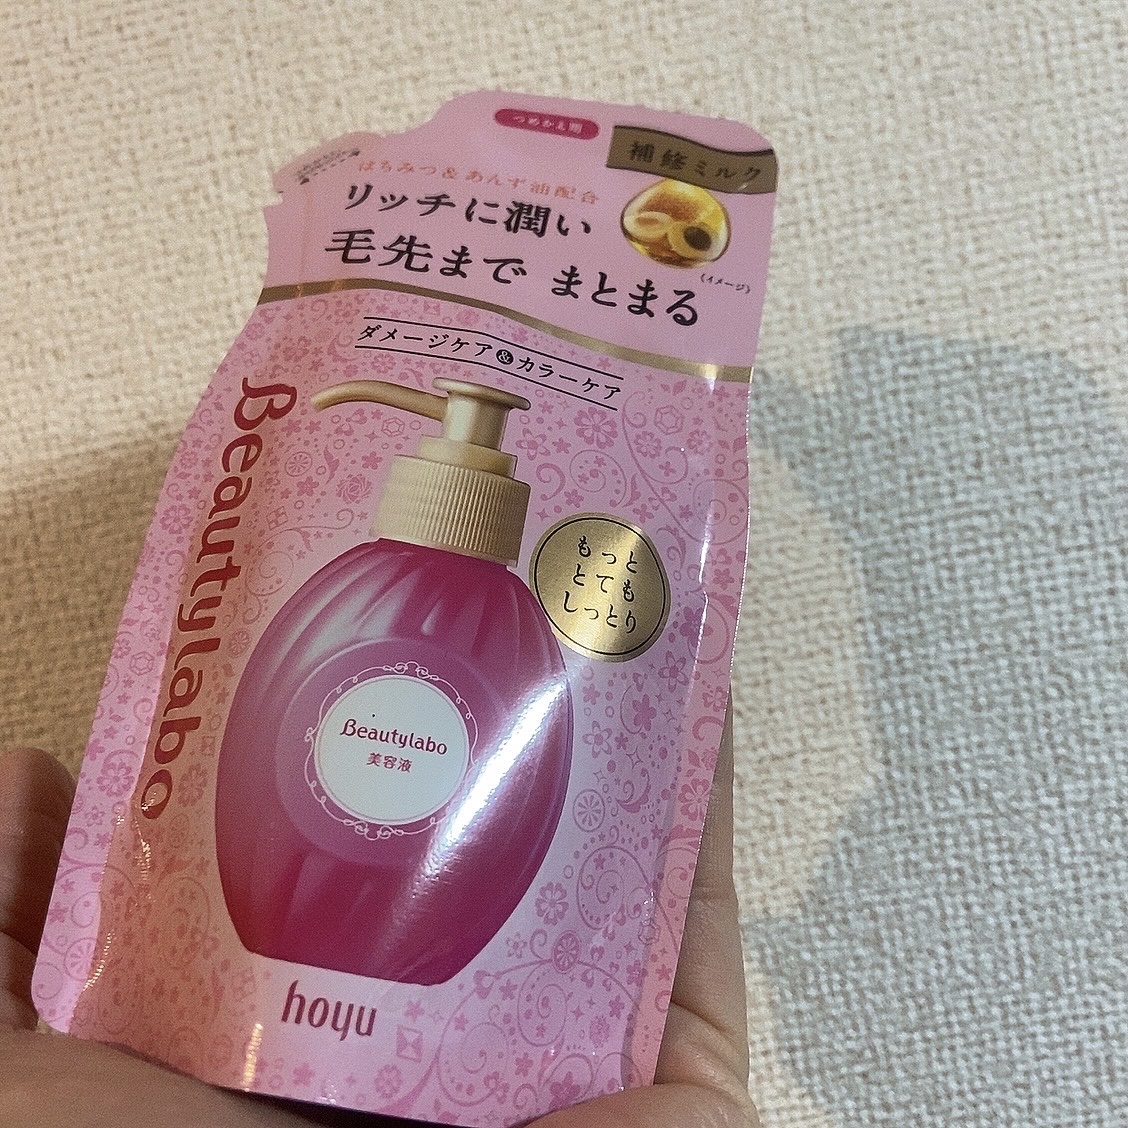 つめかえ用
補修ミルク
はちみつ&あんず油配合
リッチに潤い
毛先まで まとまる
(イメージ)
ダメージケア&カラーケア
Beautylabo
もっと
とても
しっとり
Beautylabo
美容液
hoyu